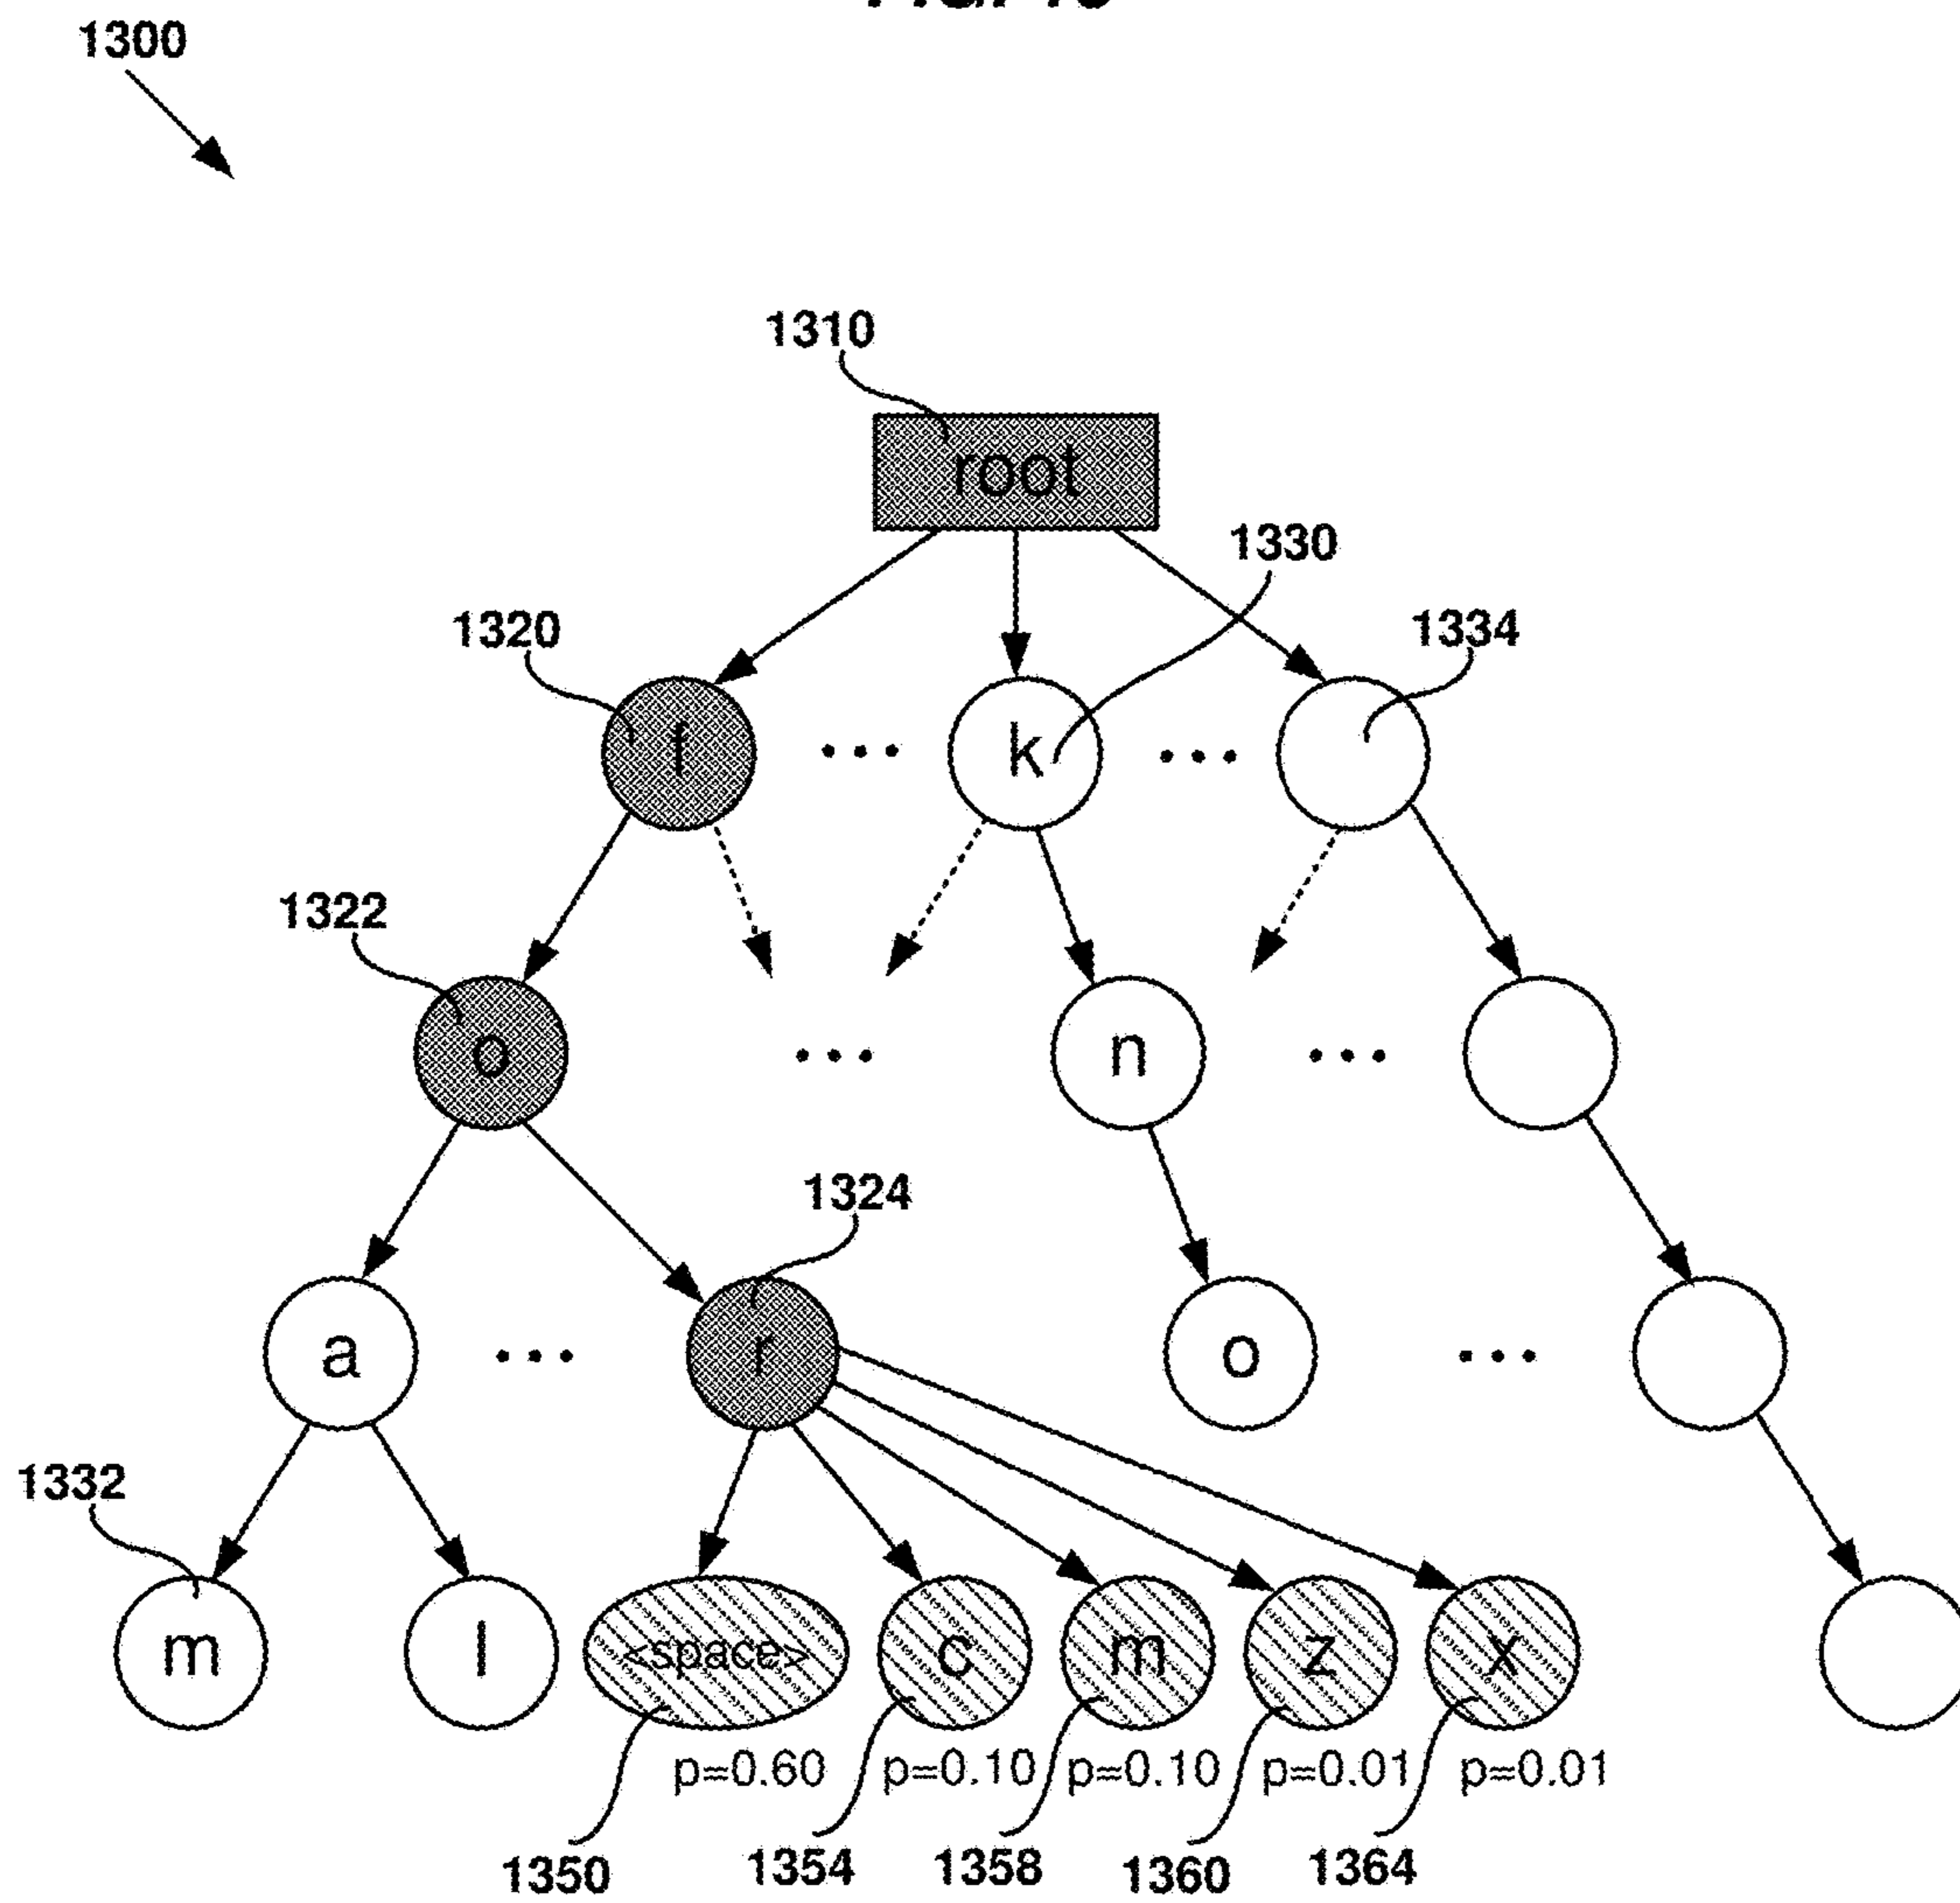 1300
1310
root
1330
1320
1334
f ... k ...
1322
o ... n ...
1324
a ... r o ...
1332
m l <space> c m z x
p=0.60 p=0.10 p=0.10 p=0.01 p=0.01
1350 1354 1358 1360 1364